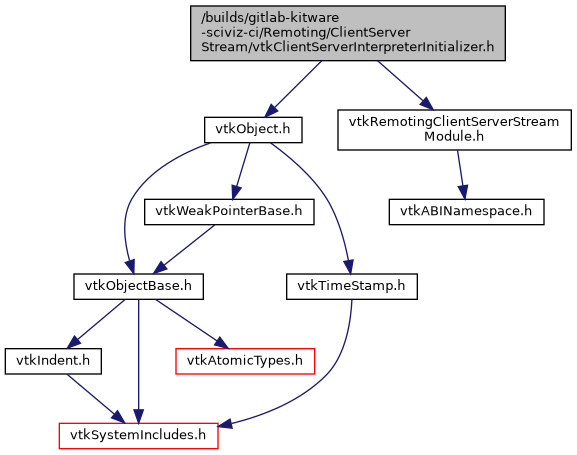 /builds/gitlab-kitware
-sciviz-ci/Remoting/ClientServer
Stream/vtkClientServerInterpreterInitializer.h
vtkObject.h
vtkRemotingClientServerStream
Module.h
vtkWeakPointerBase.h
vtkABINamespace.h
vtkObjectBase.h
vtkTimeStamp.h
vtkIndent.h
vtkAtomicTypes.h
vtkSystemIncludes.h